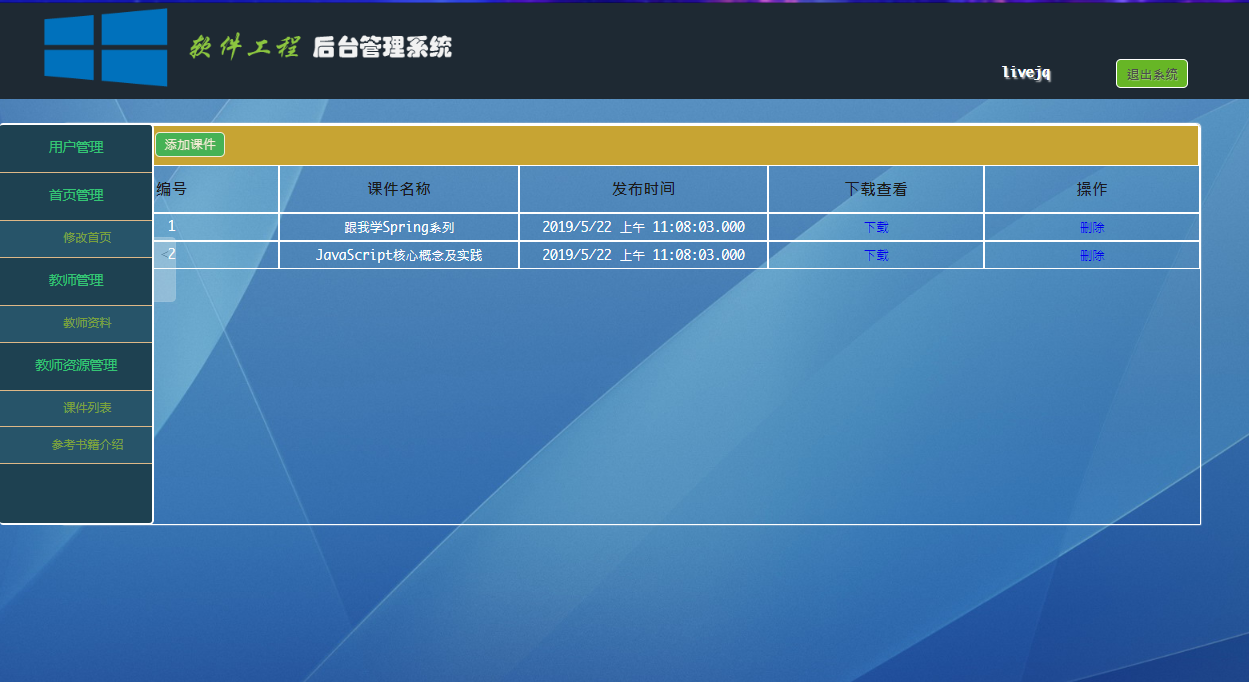 软件工程 后台管理系统
livejq
退出系统
用户管理
首页管理
修改首页
教师管理
教师资料
教师资源管理
课件列表
参考书籍介绍
添加课件
编号 课件名称 发布时间 下载查看 操作
1 跟我学Spring系列 2019/5/22 上午 11:08:03.000 下载 删除
<2 JavaScript核心概念及实践 2019/5/22 上午 11:08:03.000 下载 删除